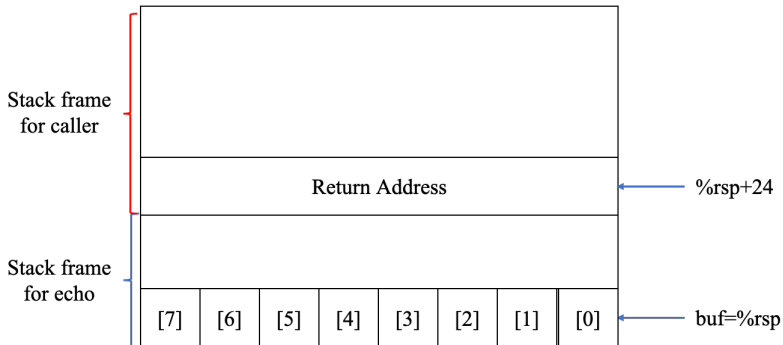 Stack frame
for caller
Return Address
%rsp+24
Stack frame
for echo
[7] [6] [5] [4] [3] [2] [1] [0]
buf=%rsp